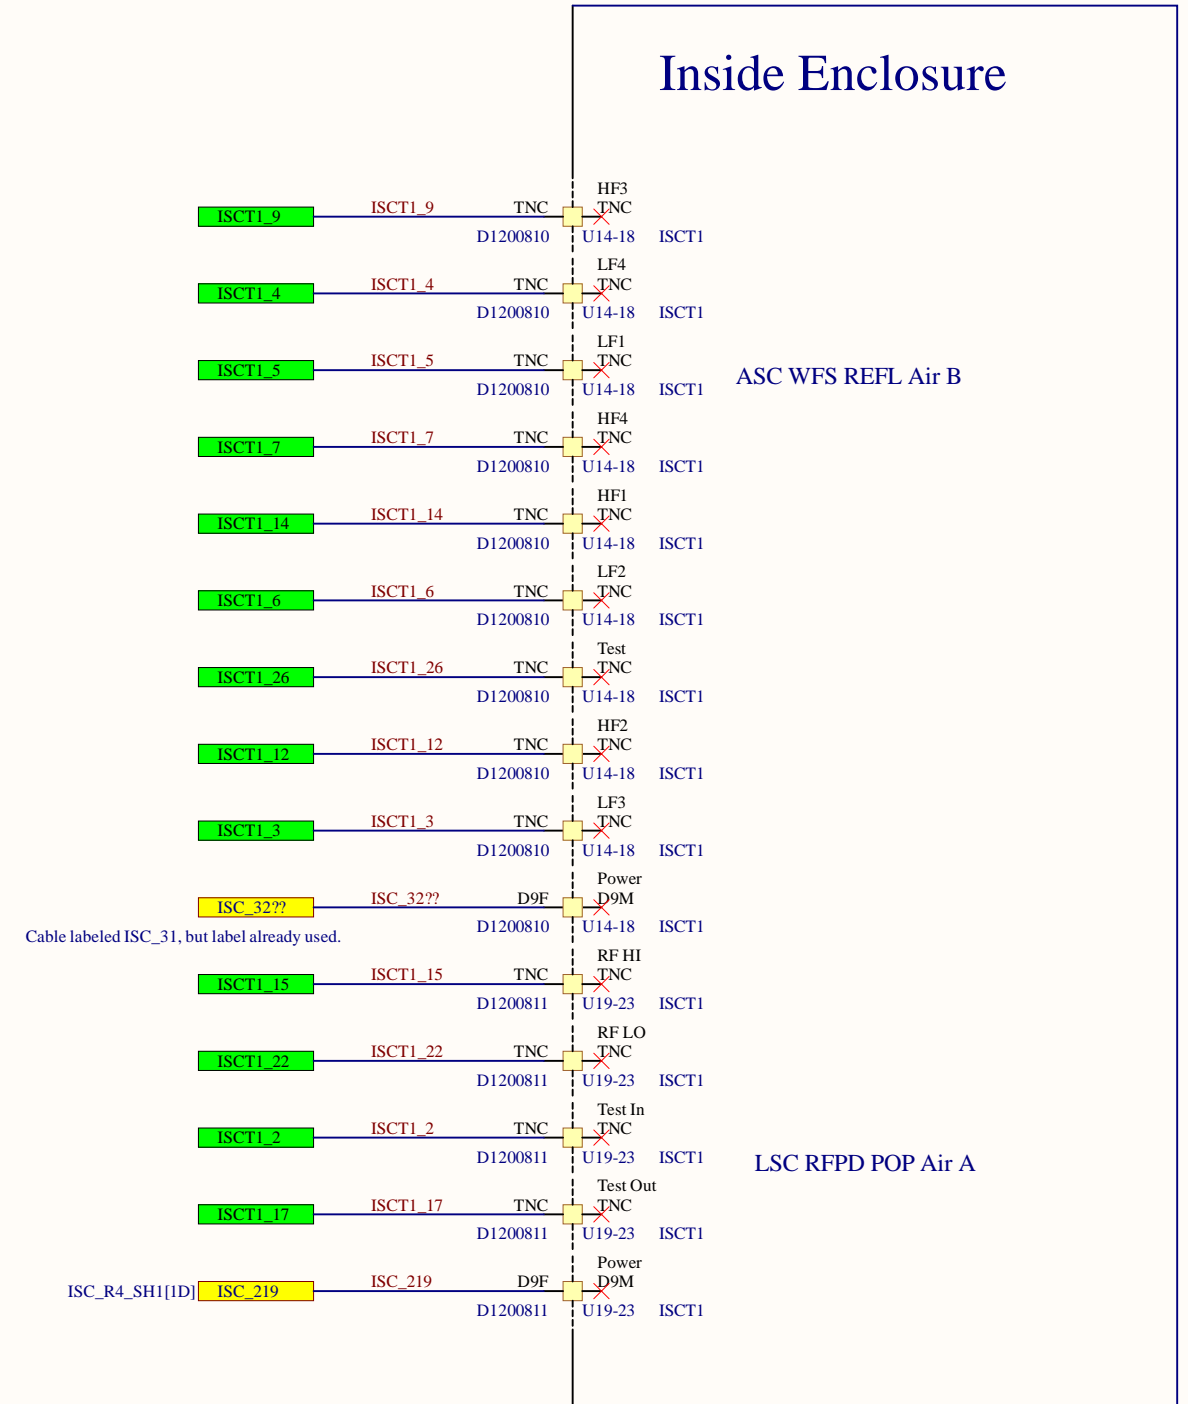 Inside Enclosure
HF3
ISCT1_9 ISCT1_9 TNC TNC
D1200810 U14-18 ISCT1
LF4
ISCT1_4 ISCT1_4 TNC TNC
D1200810 U14-18 ISCT1
LF1
ISCT1_5 ISCT1_5 TNC TNC
ASC WFS REFL Air B
D1200810 U14-18 ISCT1
HF4
ISCT1_7 ISCT1_7 TNC TNC
D1200810 U14-18 ISCT1
HF1
ISCT1_14 ISCT1_14 TNC TNC
D1200810 U14-18 ISCT1
LF2
ISCT1_6 ISCT1_6 TNC TNC
D1200810 U14-18 ISCT1
Test
ISCT1_26 ISCT1_26 TNC TNC
D1200810 U14-18 ISCT1
HF2
ISCT1_12 ISCT1_12 TNC TNC
D1200810 U14-18 ISCT1
LF3
ISCT1_3 ISCT1_3 TNC TNC
D1200810 U14-18 ISCT1
Power
ISC_32?? ISC_32?? D9F D9M
D1200810 U14-18 ISCT1
Cable labeled ISC_31, but label already used.
RF HI
ISCT1_15 ISCT1_15 TNC TNC
D1200811 U19-23 ISCT1
RF LO
ISCT1_22 ISCT1_22 TNC TNC
D1200811 U19-23 ISCT1
Test In
ISCT1_2 ISCT1_2 TNC TNC
D1200811 U19-23 ISCT1
LSC RFPD POP Air A
Test Out
ISCT1_17 ISCT1_17 TNC TNC
D1200811 U19-23 ISCT1
Power
ISC_R4_SH1[1D] ISC_219 ISC_219 D9F D9M
D1200811 U19-23 ISCT1